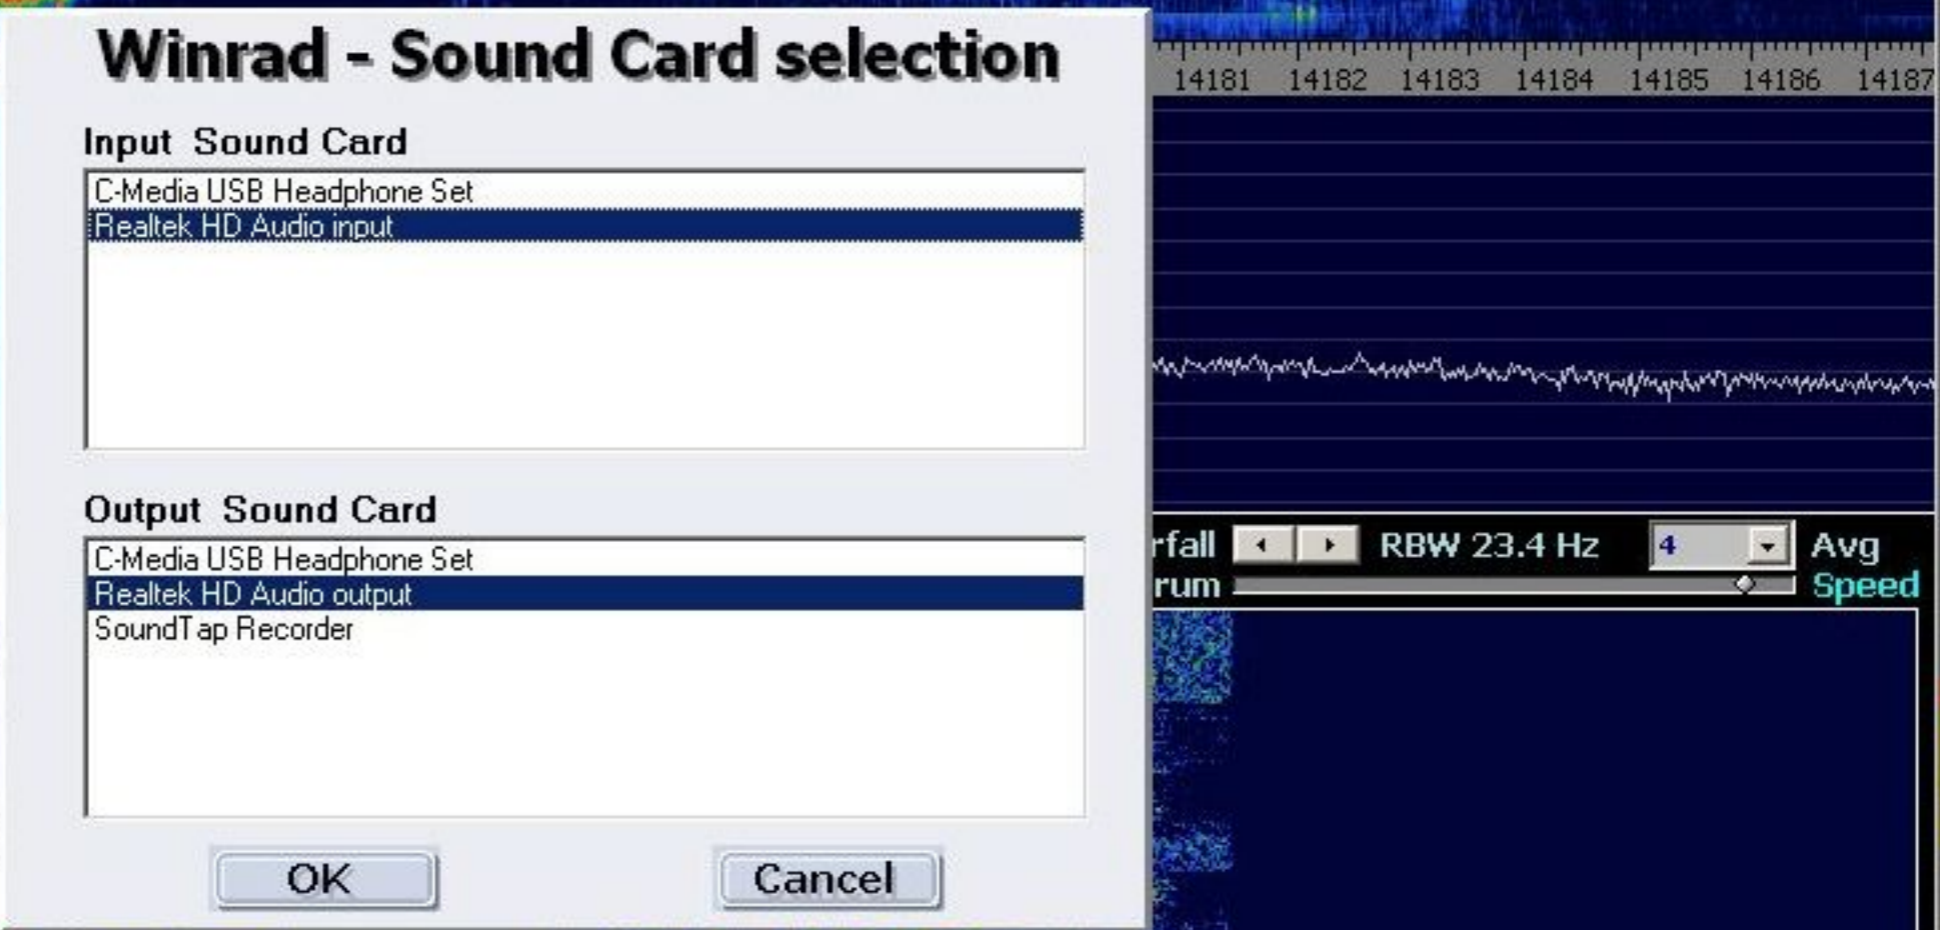 Winrad - Sound Card selection
Input Sound Card
C-Media USB Headphone Set
Realtek HD Audio input
Output Sound Card
C-Media USB Headphone Set
Realtek HD Audio output
SoundTap Recorder
OK Cancel
14181 14182 14183 14184 14185 14186 14187
rfall RBW 23.4 Hz 4 Avg
rum Speed